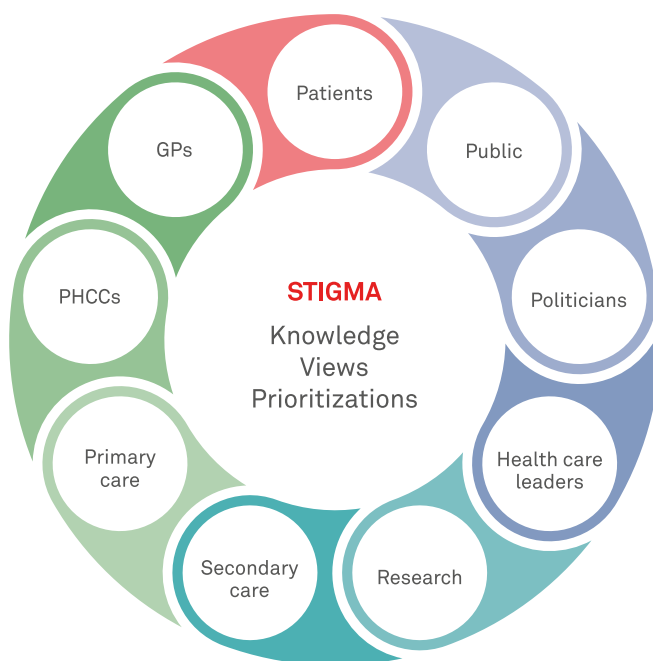 Patients
Public
Politicians
Health care
leaders
Research
Secondary
care
Primary
care
PHCCs
GPs
STIGMA
Knowledge
Views
Prioritizations